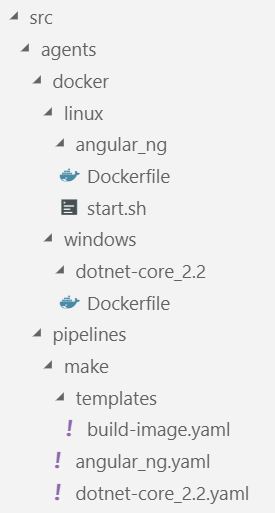 src
agents
docker
linux
angular_ng
Dockerfile
start.sh
windows
dotnet-core_2.2
Dockerfile
pipelines
make
templates
build-image.yaml
angular_ng.yaml
dotnet-core_2.2.yaml